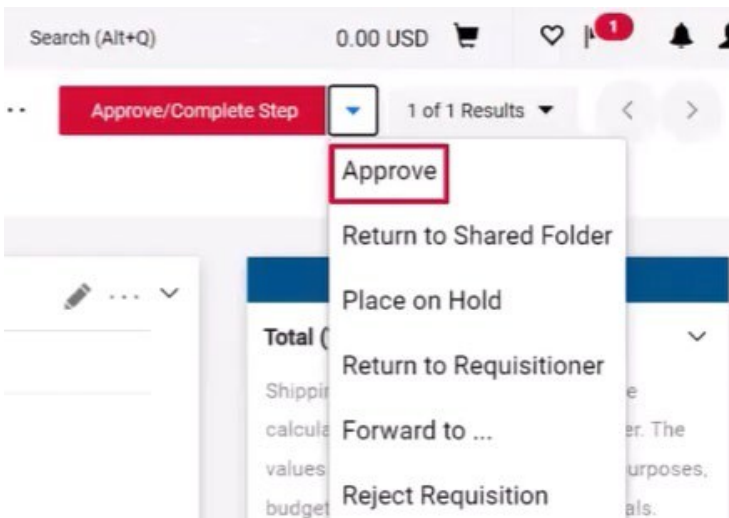 Search (Alt+Q) 0.00 USD 1
Approve/Complete Step 1 of 1 Results
Approve
Return to Shared Folder
Place on Hold
Total (
Return to Requisitioner
calcula er. The
Forward to ...
values urposes,
Reject Requisition
budget als.